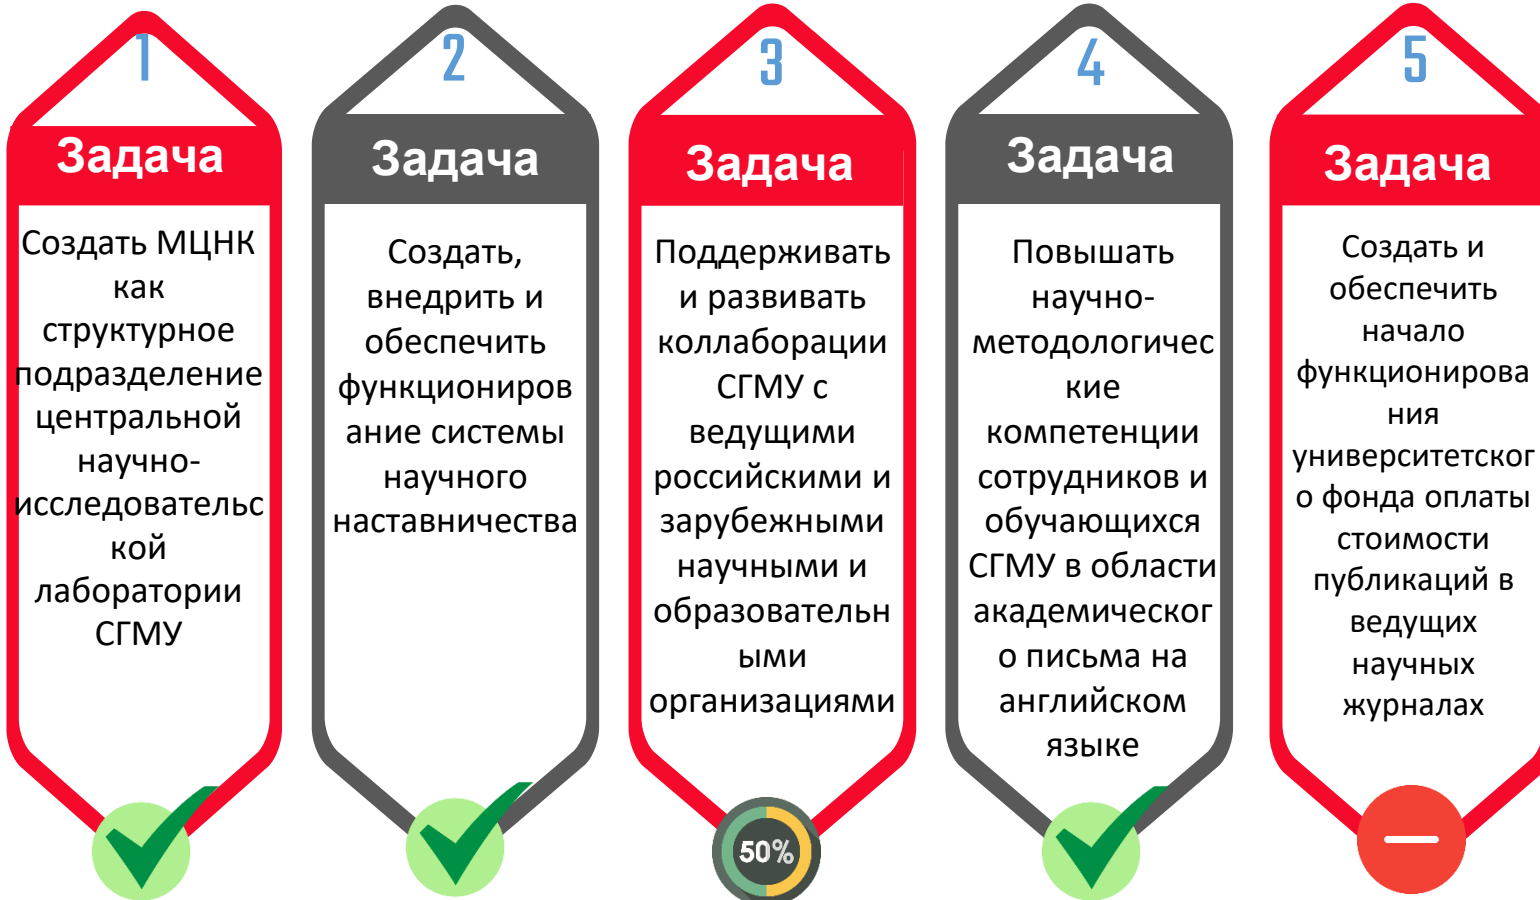 1
Задача
Создать МЦНК
как
структурное
подразделение
центральной
научно-
исследовательс
кой
лаборатории
СГМУ
2
Задача
Создать,
внедрить и
обеспечить
функциониров
ание системы
научного
наставничества
3
Задача
Поддерживать
и развивать
коллаборации
СГМУ с
ведущими
российскими и
зарубежными
научными и
образовательн
ыми
организациями
50%
4
Задача
Повышать
научно-
методологичес
кие
компетенции
сотрудников и
обучающихся
СГМУ в области
академическог
о письма на
английском
языке
5
Задача
Создать и
обеспечить
начало
функционирова
ния
университетског
о фонда оплаты
стоимости
публикаций в
ведущих
научных
журналах